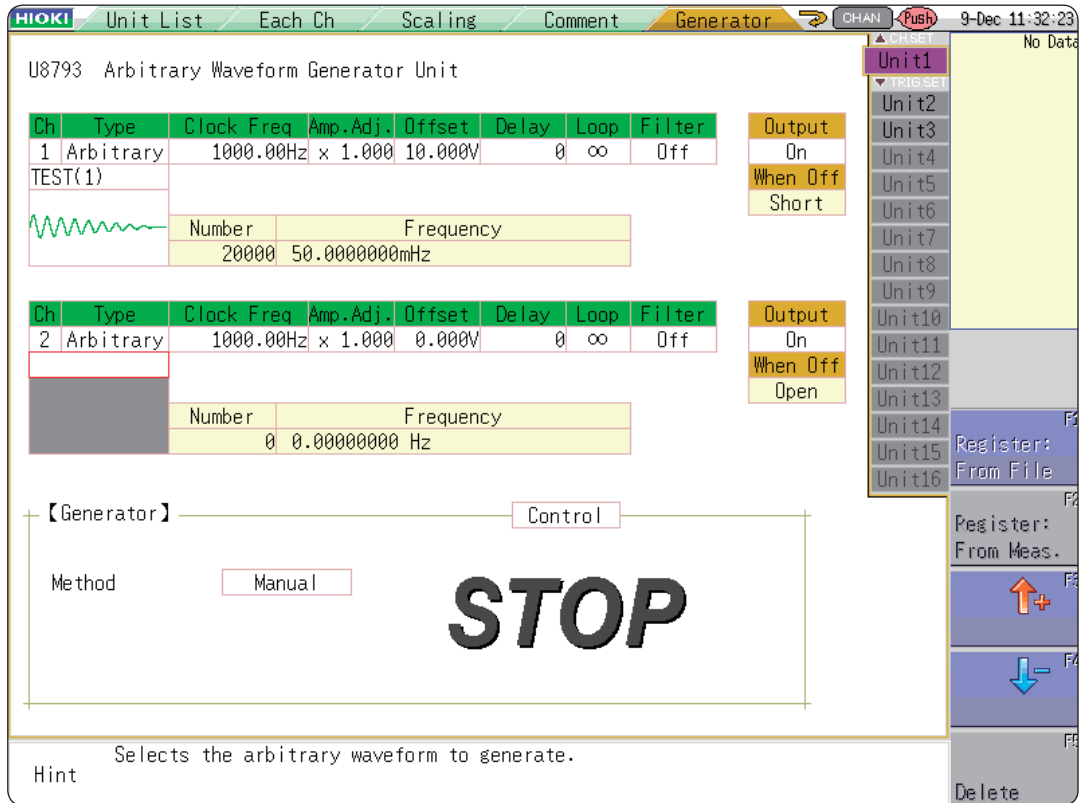 HIOKI Unit List Each Ch Scaling Comment Generator CHAN Push 9-Dec 11:32:23
No Data
U8793 Arbitrary Waveform Generator Unit
Ch Type Clock Freq Amp.Adj. Offset Delay Loop Filter
1 Arbitrary 1000.00Hz x 1.000 10.000V 0 ∞ Off
TEST(1)
Number Frequency
20000 50.0000000mHz
Output
On
When Off
Short
Ch Type Clock Freq Amp.Adj. Offset Delay Loop Filter
2 Arbitrary 1000.00Hz x 1.000 0.000V 0 ∞ Off
Number Frequency
0 0.00000000 Hz
Output
On
When Off
Open
【Generator】 Control
Method Manual
STOP
▲ CH.SET
Unit1
▼ TRIG.SET
Unit2
Unit3
Unit4
Unit5
Unit6
Unit7
Unit8
Unit9
Unit10
Unit11
Unit12
Unit13
Unit14
Unit15
Unit16
F1
Register:
From File
F2
Register:
From Meas.
F3
+
F4
-
F5
Delete
Selects the arbitrary waveform to generate.
Hint